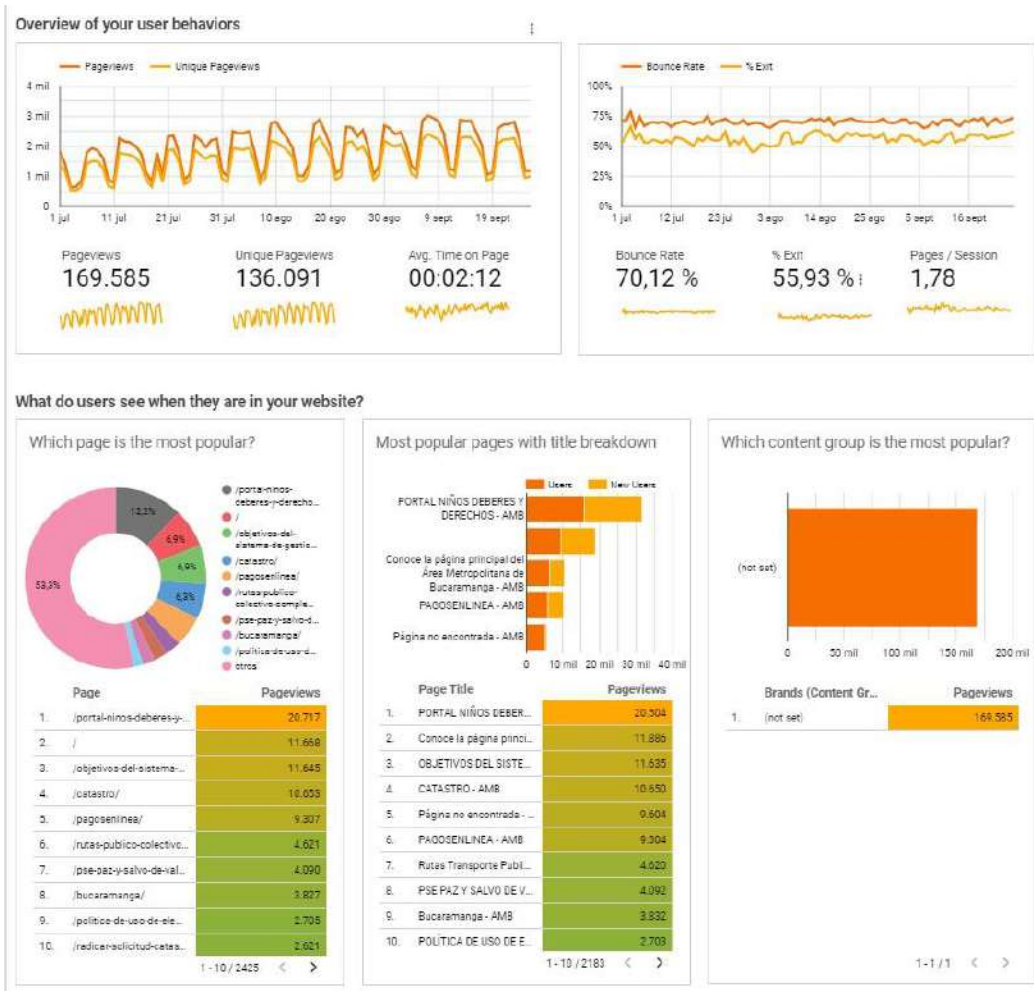 Overview of your user behaviors
Pageviews Unique Pageviews
4 mil
3 mil
2 mil
1 mil
0
1 jul 11 jul 21 jul 31 jul 10 ago 20 ago 30 ago 9 sept 19 sept
Pageviews Unique Pageviews Avg. Time on Page
169.585 136.091 00:02:12
Bounce Rate % Exit
100%
75%
50%
25%
0%
1 jul 12 jul 23 jul 3 ago 14 ago 25 ago 5 sept 16 sept
Bounce Rate % Exit Pages / Session
70,12 % 55,93 % 1,78
What do users see when they are in your website?
Which page is the most popular?
12,2%
6,9%
6,9%
6,3%
53,3%
/portal-ninos-
deberes-y-derecho...
/
/objetivos-del-
sistema-de-gestio...
/catastro/
/pagosenlinea/
/rutas-publico-
colectivo-comple...
/pse-paz-y-salvo-d...
/bucaramanga/
/politica-de-uso-d...
otros
Page Pageviews
1. /portal-ninos-deberes-y-... 20.717
2. / 11.668
3. /objetivos-del-sistema-... 11.645
4. /catastro/ 10.653
5. /pagosenlinea/ 9.307
6. /rutas-publico-colectivo... 4.621
7. /pse-paz-y-salvo-de-val... 4.090
8. /bucaramanga/ 3.827
9. /politica-de-uso-de-ele... 2.705
10. /radicar-solicitud-catas... 2.621
1 - 10 / 2425 < >
Most popular pages with title breakdown
Users New Users
PORTAL NIÑOS DEBERES Y
DERECHOS - AMB
Conoce la página principal del
Área Metropolitana de
Bucaramanga - AMB
PAGOSENLINEA - AMB
Página no encontrada - AMB
0 10 mil 20 mil 30 mil 40 mil
Page Title Pageviews
1. PORTAL NIÑOS DEBER... 20.504
2. Conoce la página princi... 11.886
3. OBJETIVOS DEL SISTE... 11.635
4. CATASTRO - AMB 10.650
5. Página no encontrada - ... 9.604
6. PAGOSENLINEA - AMB 9.304
7. Rutas Transporte Publ... 4.620
8. PSE PAZ Y SALVO DE V... 4.092
9. Bucaramanga - AMB 3.832
10. POLÍTICA DE USO DE E... 2.703
1 - 10 / 2183 < >
Which content group is the most popular?
(not set)
0 50 mil 100 mil 150 mil 200 mil
Brands (Content Gr... Pageviews
1. (not set) 169.585
1 - 1 / 1 < >